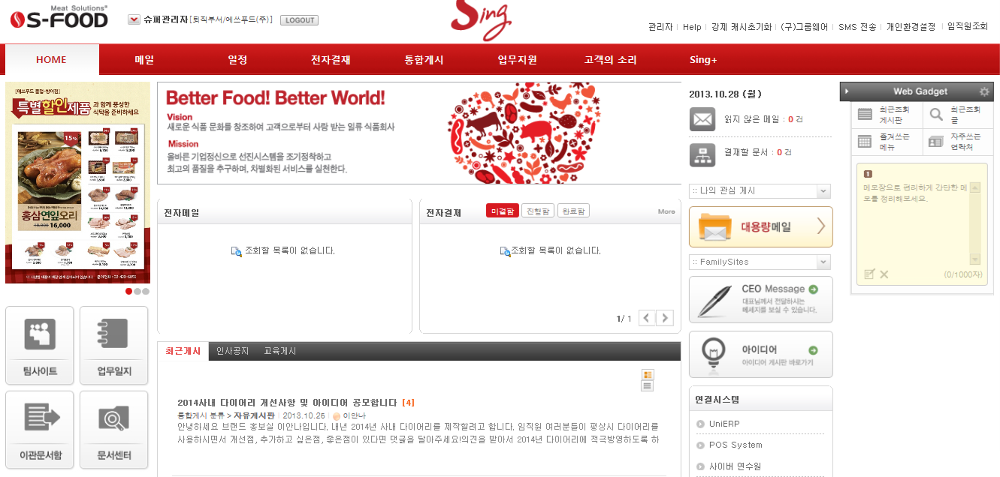 Meat Solutions®
S-FOOD
슈퍼관리자[퇴직부서/에쓰푸드(주)]
LOGOUT
Sing
관리자
Help
강제 캐시초기화
(구)그룹웨어
SMS 전송
개인환경설정
임직원조회
HOME
메일
일정
전자결재
통합게시
업무지원
고객의 소리
Sing+
특별할인제품 과 함께 풍성한
식탁을 준비하세요
15%
홍삼연잎오리
16,000
팀사이트
업무일지
이관문서함
문서센터
Better Food! Better World!
Vision
새로운 식품 문화를 창조하여 고객으로부터 사랑 받는 일류 식품회사
Mission
올바른 기업정신으로 선진시스템을 조기정착하고
최고의 품질을 추구하며, 차별화된 서비스를 실천한다.
전자메일
조회할 목록이 없습니다.
전자결재
미결함
진행함
완료함
More
조회할 목록이 없습니다.
1/ 1
최근게시
인사공지
교육게시
2014사내 다이어리 개선사항 및 아이디어 공모합니다 [4]
통합게시 분류 > 자유게시판
2013.10.25
이안나
안녕하세요 브랜드 홍보실 이안나입니다. 내년 2014년 사내 다이어리를 제작할려고 합니다. 임직원 여러분들이 평상시 다이어리를
사용하시면서 개선점, 추가하고 싶은점, 좋은점이 있다면 댓글을 달아주세요!의견을 받아서 2014년 다이어리에 적극반영하도록 하
2013.10.28 (월)
읽지 않은 메일 : 0 건
결재할 문서 : 0 건
:: 나의 관심 게시
대용량메일
:: FamilySites
CEO Message
대표님께서 전달하시는
메세지를 보실 수 있습니다.
아이디어
아이디어 게시판 바로가기
연결시스템
UniERP
POS System
사이버 연수원
Web Gadget
최근조회
게시판
최근조회
글
즐겨쓰는
메뉴
자주쓰는
연락처
1
메모장으로 편리하게 간단한 메
모를 정리해보세요.
(0/1000자)